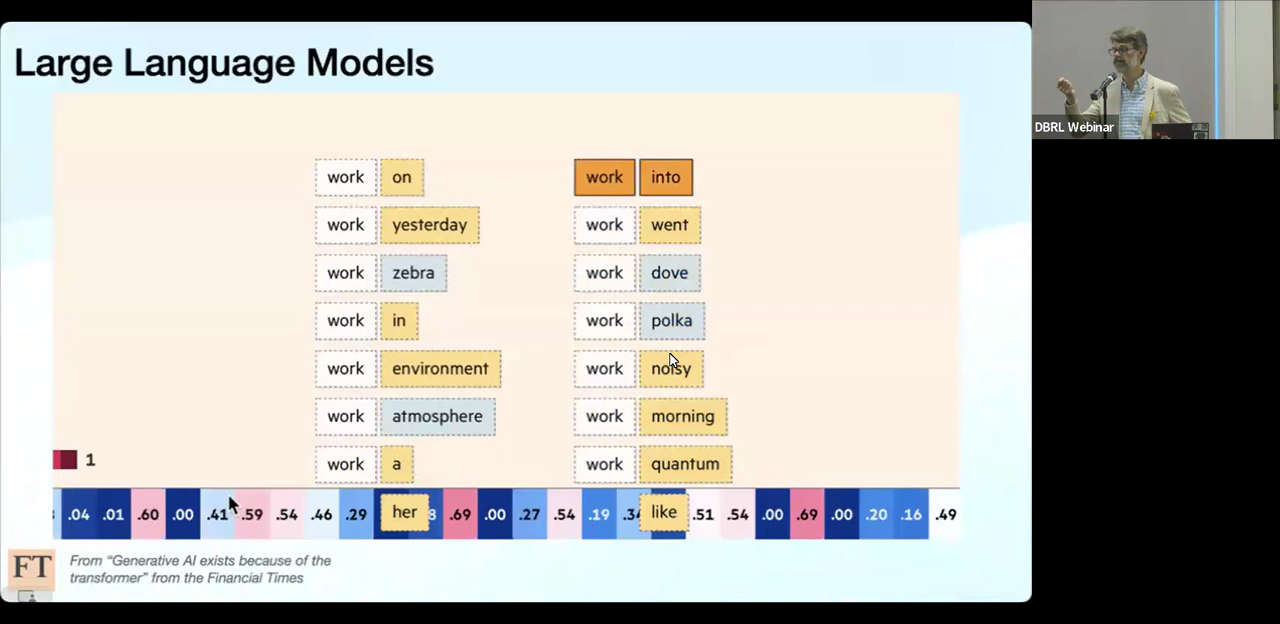 Large Language Models
DBRL Webinar
work on
work into
work yesterday
work went
work zebra
work dove
work in
work polka
work environment
work noisy
work atmosphere
work morning
work a
work quantum
1
her
like
.04 .01 .60 .00 .41 .59 .54 .46 .29 8 .69 .00 .27 .54 .19 .34 .51 .54 .00 .69 .00 .20 .16 .49
FT
From “Generative AI exists because of the
transformer” from the Financial Times